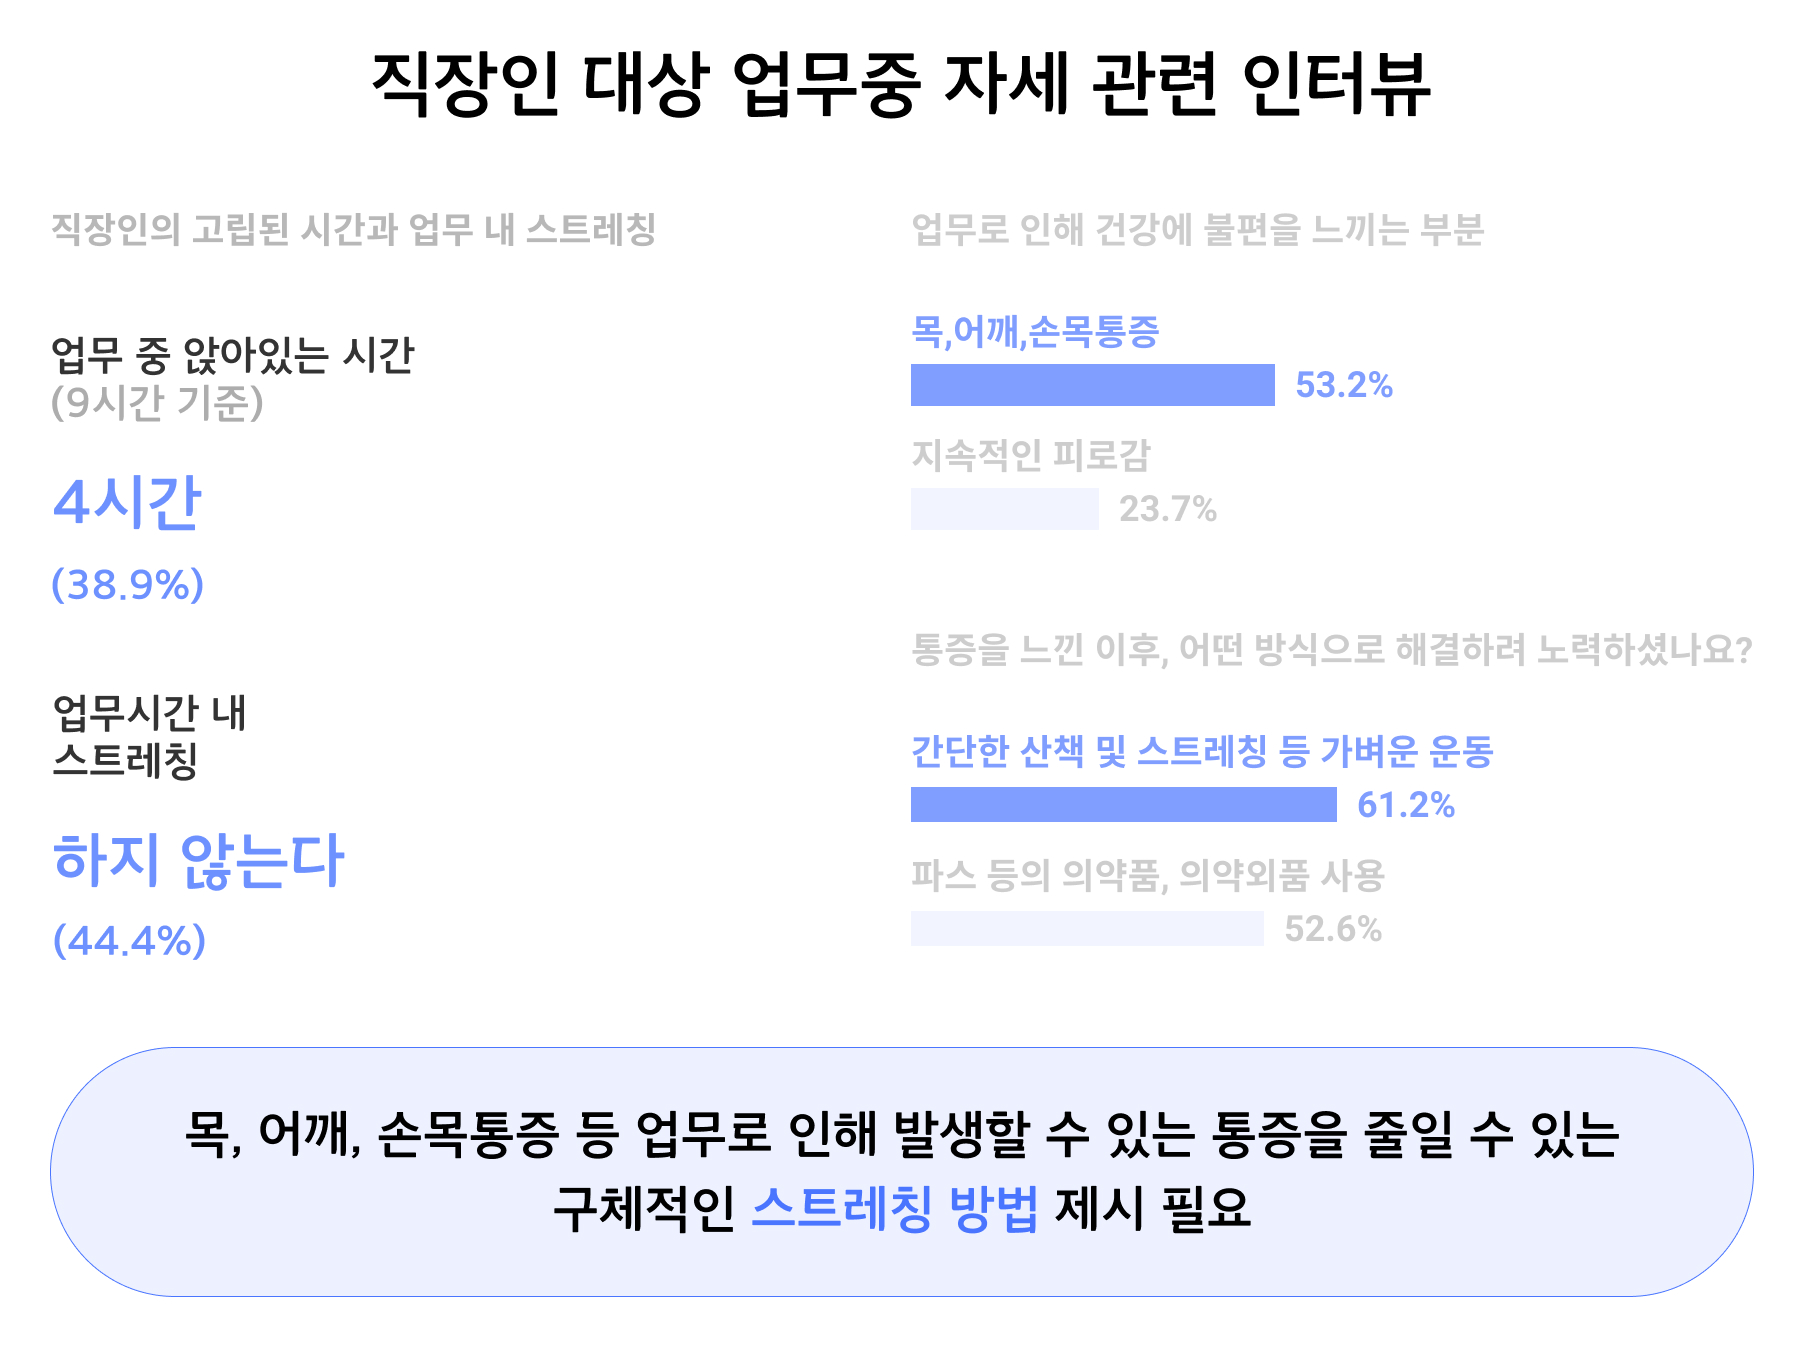 직장인 대상 업무중 자세 관련 인터뷰
직장인의 고립된 시간과 업무 내 스트레칭
업무 중 앉아있는 시간
(9시간 기준)
4시간
(38.9%)
업무시간 내
스트레칭
하지 않는다
(44.4%)
업무로 인해 건강에 불편을 느끼는 부분
목,어깨,손목통증
53.2%
지속적인 피로감
23.7%
통증을 느낀 이후, 어떤 방식으로 해결하려 노력하셨나요?
간단한 산책 및 스트레칭 등 가벼운 운동
61.2%
파스 등의 의약품, 의약외품 사용
52.6%
목, 어깨, 손목통증 등 업무로 인해 발생할 수 있는 통증을 줄일 수 있는
구체적인 스트레칭 방법 제시 필요